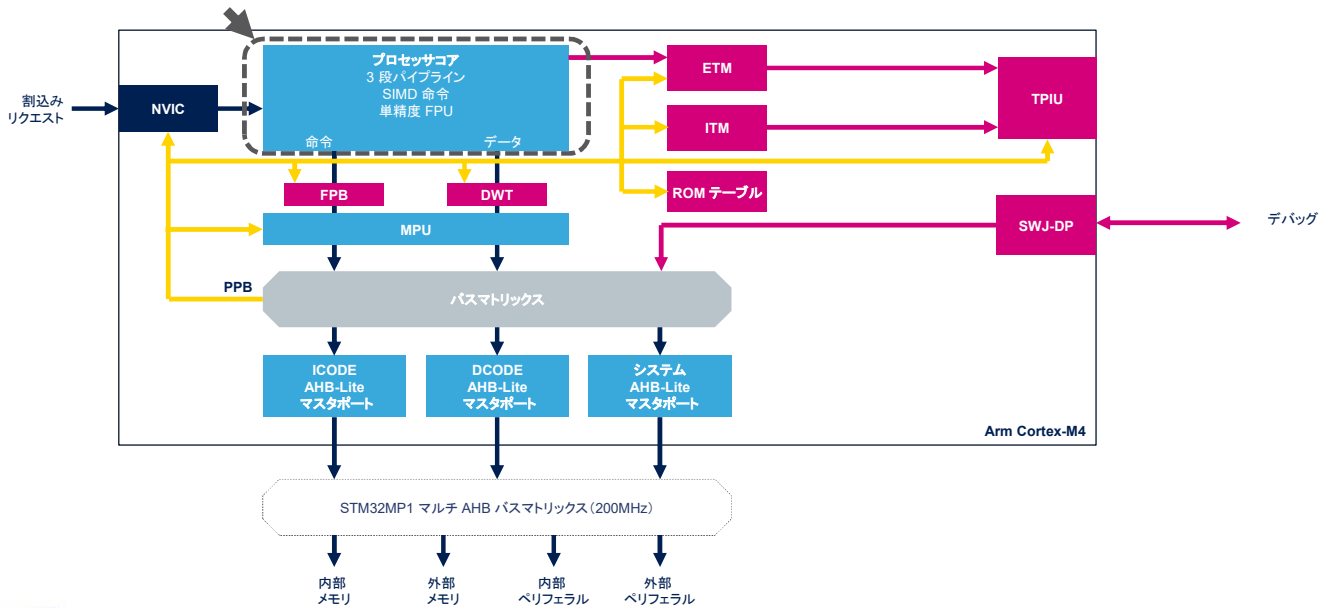 プロセッサコア
3 段パイプライン
SIMD 命令
単精度 FPU
命令
データ
割込み
リクエスト
NVIC
ETM
ITM
TPIU
ROM テーブル
FPB
DWT
MPU
SWJ-DP
デバッグ
PPB
バスマトリックス
ICODE
AHB-Lite
マスタポート
DCODE
AHB-Lite
マスタポート
システム
AHB-Lite
マスタポート
Arm Cortex-M4
STM32MP1 マルチ AHB バスマトリックス（200MHz）
内部
メモリ
外部
メモリ
内部
ペリフェラル
外部
ペリフェラル